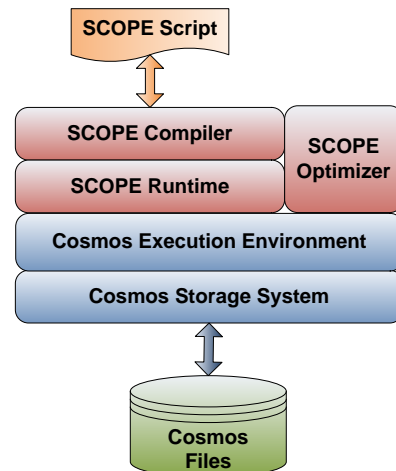 SCOPE Script
SCOPE Compiler
SCOPE Runtime
SCOPE
Optimizer
Cosmos Execution Environment
Cosmos Storage System
Cosmos
Files